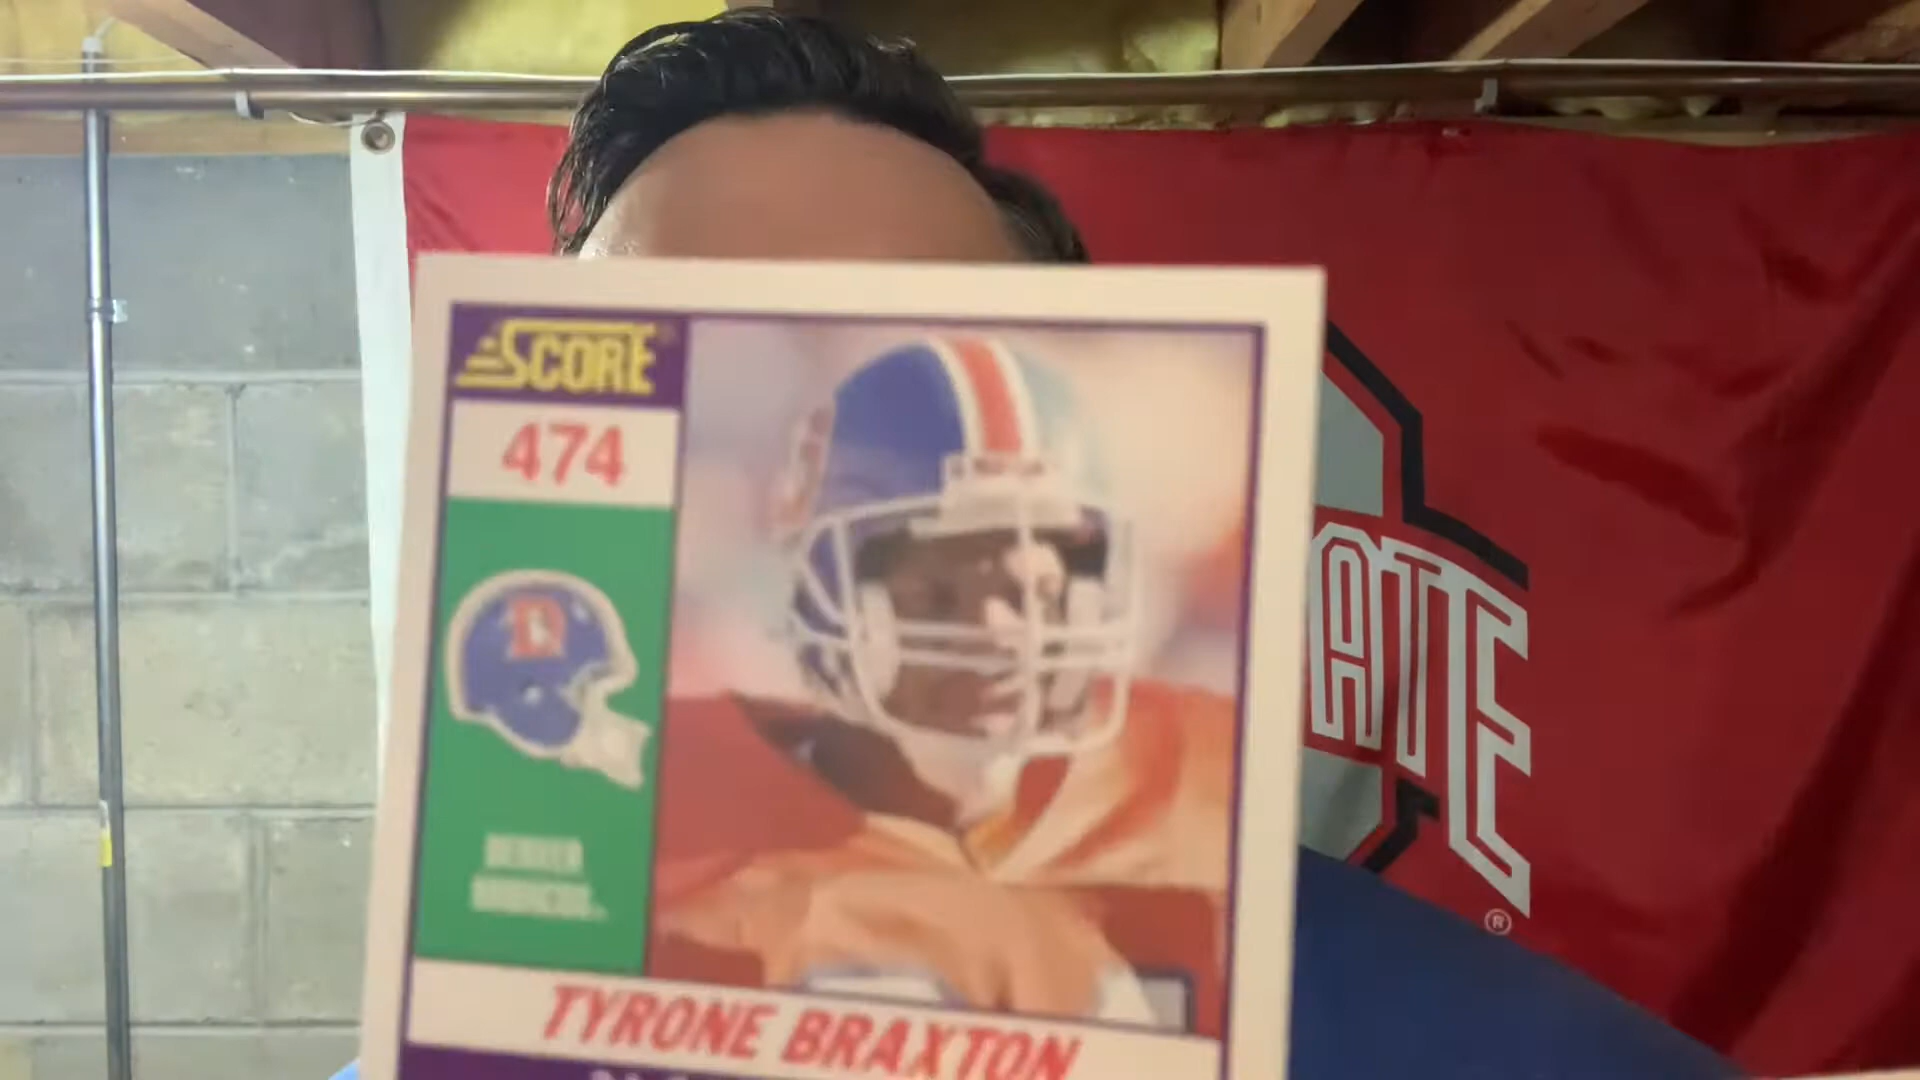 SCORE
474
DENVER
BRONCOS
TYRONE BRAXTON
ATE
®